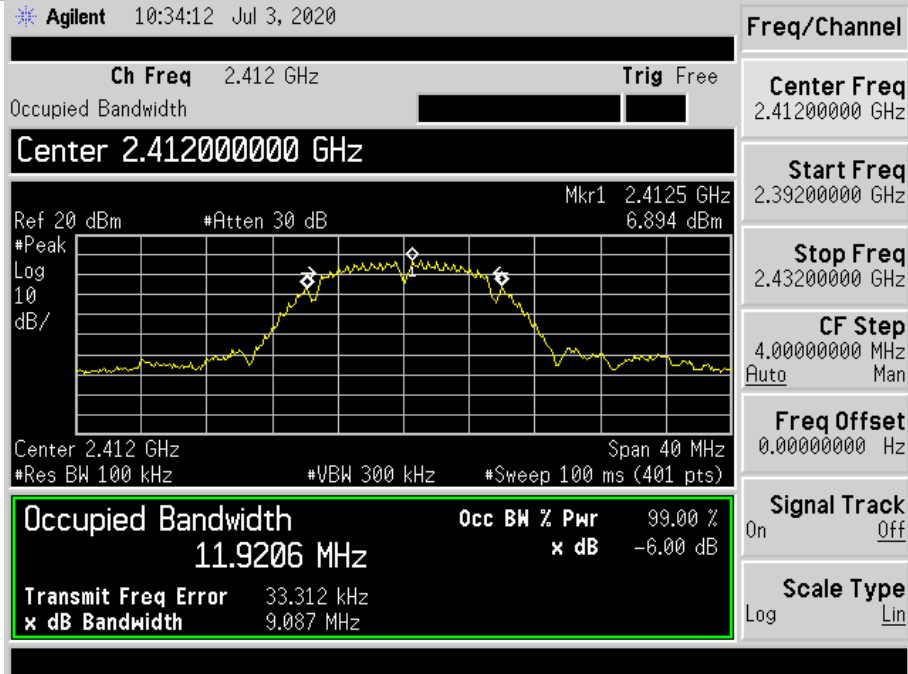 Agilent 10:34:12 Jul 3, 2020
Ch Freq 2.412 GHz Trig Free
Occupied Bandwidth
Center 2.412000000 GHz
Mkr1 2.4125 GHz
Ref 20 dBm #Atten 30 dB 6.894 dBm
#Peak
Log
10
dB/
1
Center 2.412 GHz Span 40 MHz
#Res BW 100 kHz #VBW 300 kHz #Sweep 100 ms (401 pts)
Occupied Bandwidth Occ BW % Pwr 99.00 %
11.9206 MHz x dB -6.00 dB
Transmit Freq Error 33.312 kHz
x dB Bandwidth 9.087 MHz
Freq/Channel
Center Freq
2.41200000 GHz
Start Freq
2.39200000 GHz
Stop Freq
2.43200000 GHz
CF Step
4.00000000 MHz
Auto Man
Freq Offset
0.00000000 Hz
Signal Track
On Off
Scale Type
Log Lin